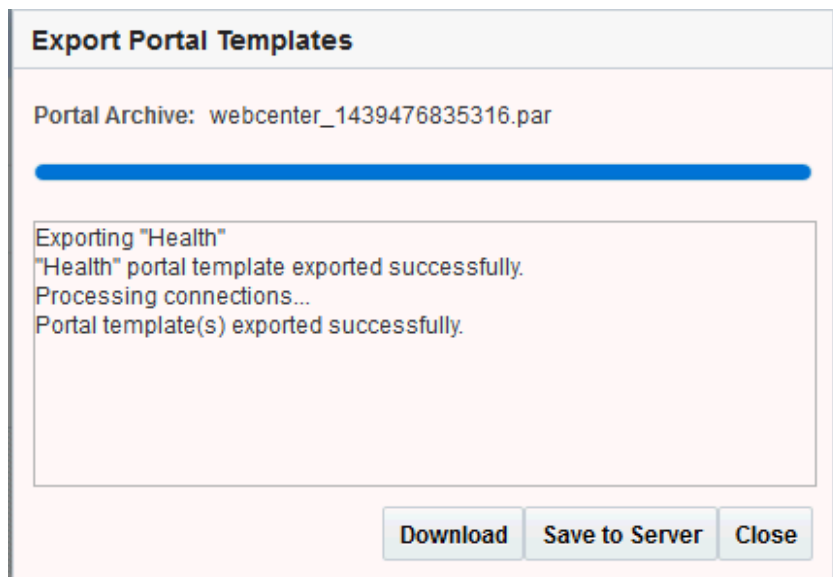 Export Portal Templates
Portal Archive: webcenter_1439476835316.par
Exporting "Health"
"Health" portal template exported successfully.
Processing connections...
Portal template(s) exported successfully.
Download Save to Server Close